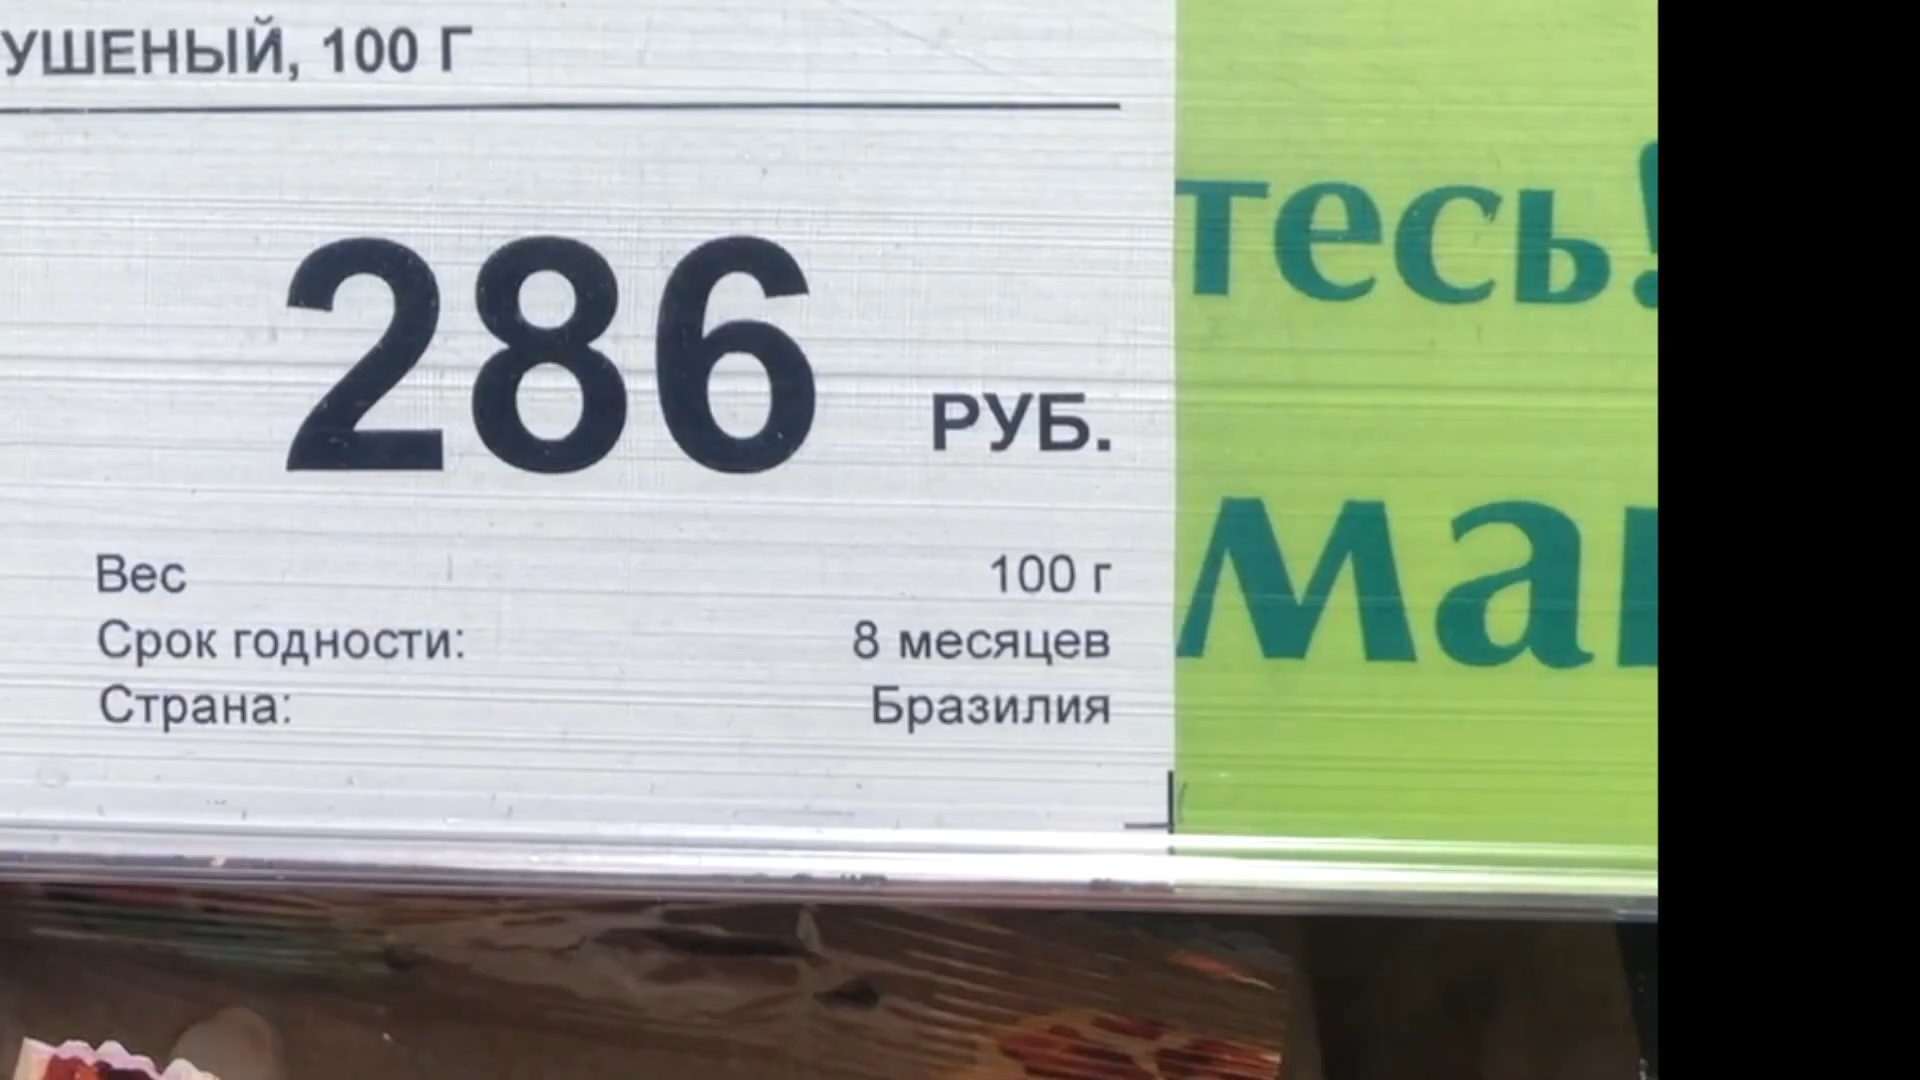 УШЕНЫЙ, 100 Г
286 РУБ.
Вес 100 г
Срок годности: 8 месяцев
Страна: Бразилия
тесь!
ма